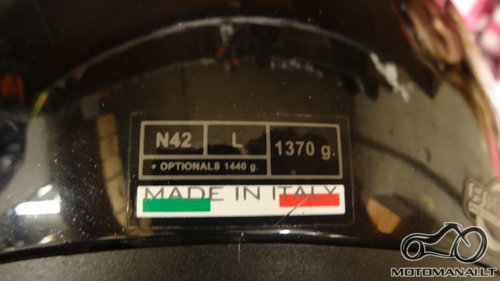 N42 L 1370 g.
+ OPTIONALS 1440 g.
MADE IN ITALY
MOTOMANAI.LT